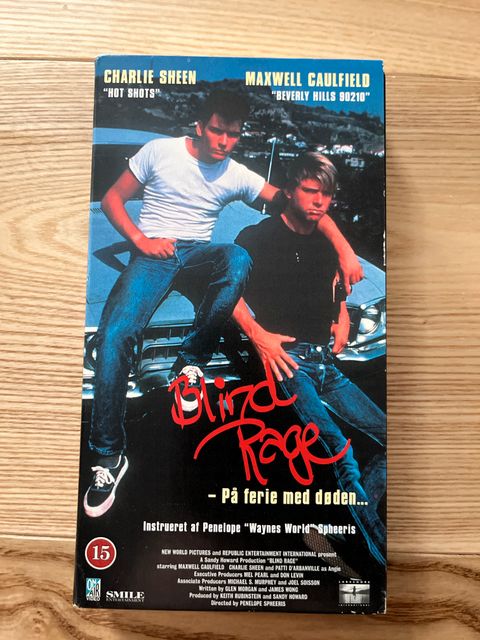 CHARLIE SHEEN
"HOT SHOTS"
MAXWELL CAULFIELD
"BEVERLY HILLS 90210"
Blind
Rage
– På ferie med døden...
Instrueret af Penelope "Waynes World" Spheeris
15
NEW WORLD PICTURES and REPUBLIC ENTERTAINMENT INTERNATIONAL present
A Sandy Howard Production "BLIND RAGE"
starring MAXWELL CAULFIELD CHARLIE SHEEN and PATTI D'ARBANVILLE as Angie
Executive Producers MEL PEARL and DON LEVIN
Associate Producers MICHAEL S. MURPHEY and JOEL SOISSON
Written by GLEN MORGAN and JAMES WONG
Produced by KEITH RUBINSTEIN and SANDY HOWARD
Directed by PENELOPE SPHEERIS
SMILE
ENTERTAINMENT